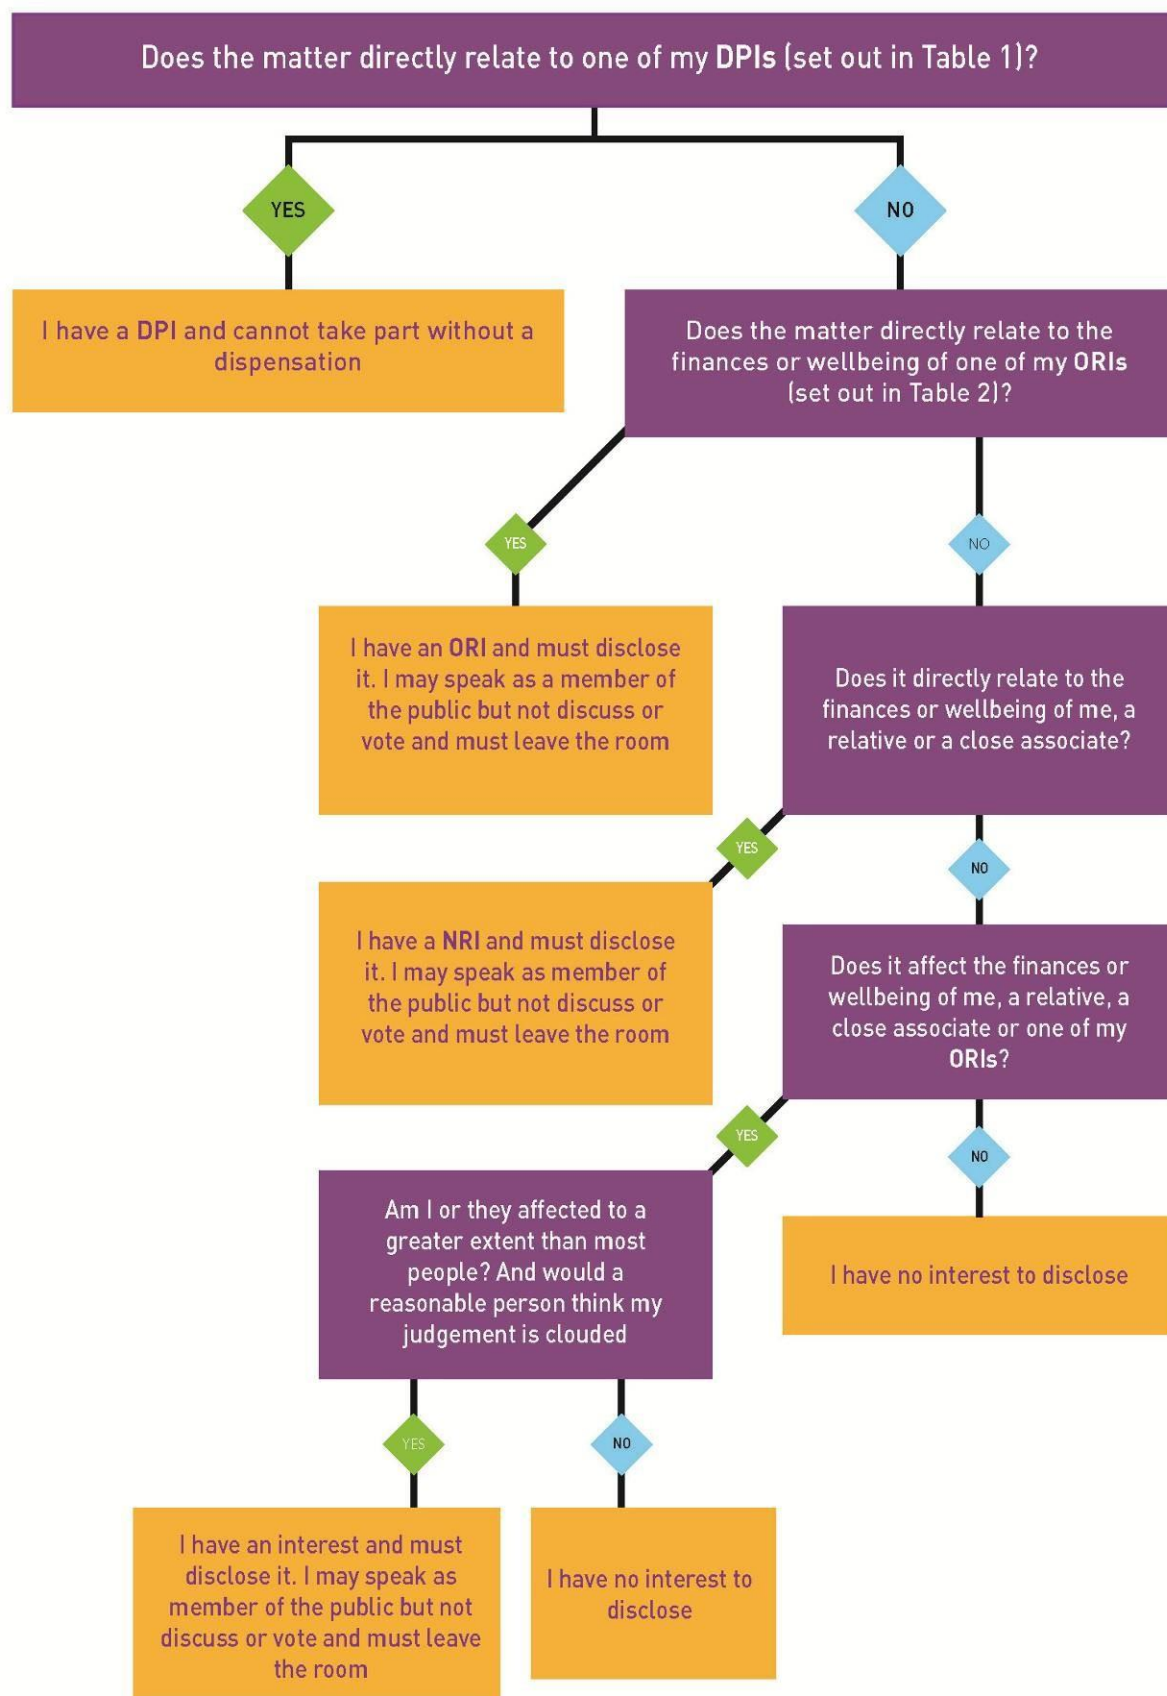 Does the matter directly relate to one of my DPIs (set out in Table 1)?
YES
NO
I have a DPI and cannot take part without a
dispensation
Does the matter directly relate to the
finances or wellbeing of one of my ORIs
(set out in Table 2)?
YES
NO
I have an ORI and must disclose
it. I may speak as a member of
the public but not discuss or
vote and must leave the room
Does it directly relate to the
finances or wellbeing of me, a
relative or a close associate?
YES
NO
I have a NRI and must disclose
it. I may speak as member of
the public but not discuss or
vote and must leave the room
Does it affect the finances or
wellbeing of me, a relative, a
close associate or one of my
ORIs?
YES
NO
Am I or they affected to a
greater extent than most
people? And would a
reasonable person think my
judgement is clouded
I have no interest to disclose
YES
NO
I have an interest and must
disclose it. I may speak as
member of the public but not
discuss or vote and must leave
the room
I have no interest to
disclose